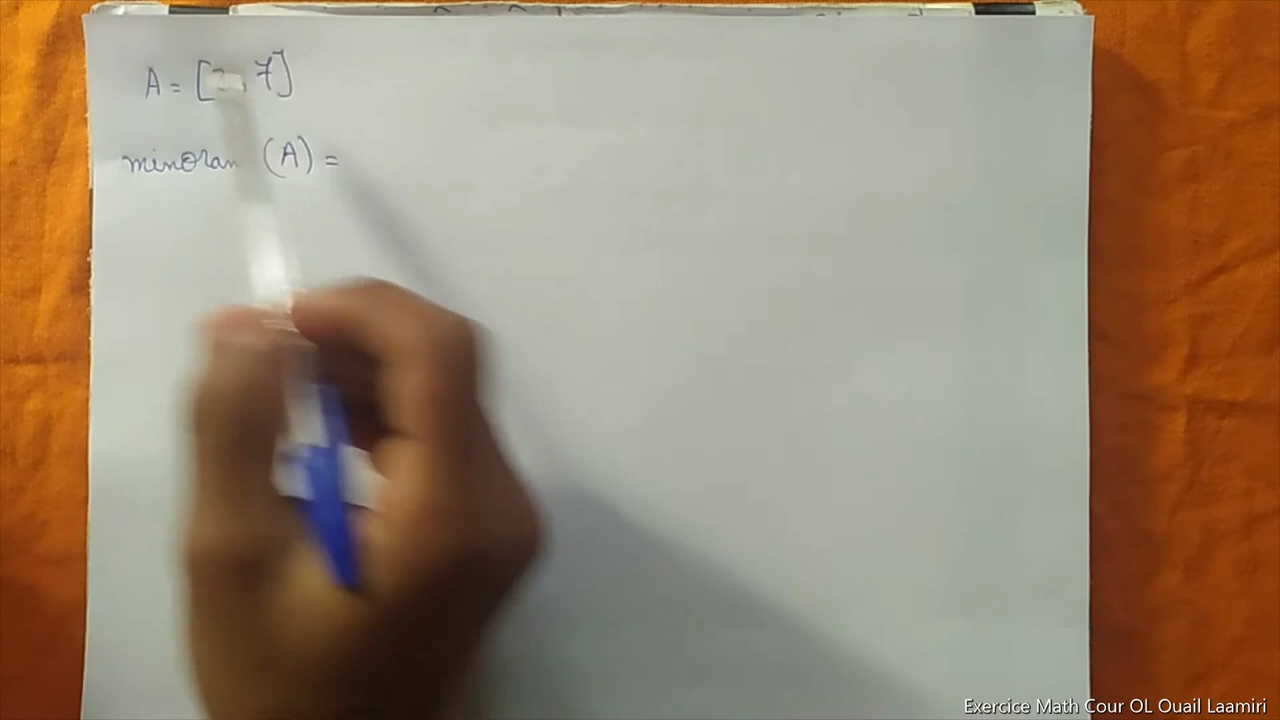 A = [ 7]
minoran (A) =
Exercice Math Cour OL Ouail Laamiri